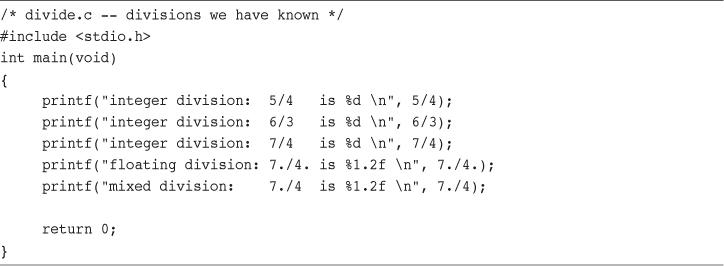 /* divide.c -- divisions we have known */
#include <stdio.h>
int main(void)
{
     printf("integer division:  5/4   is %d \n", 5/4);
     printf("integer division:  6/3   is %d \n", 6/3);
     printf("integer division:  7/4   is %d \n", 7/4);
     printf("floating division: 7./4. is %1.2f \n", 7./4.);
     printf("mixed division:    7./4  is %1.2f \n", 7./4);

     return 0;
}